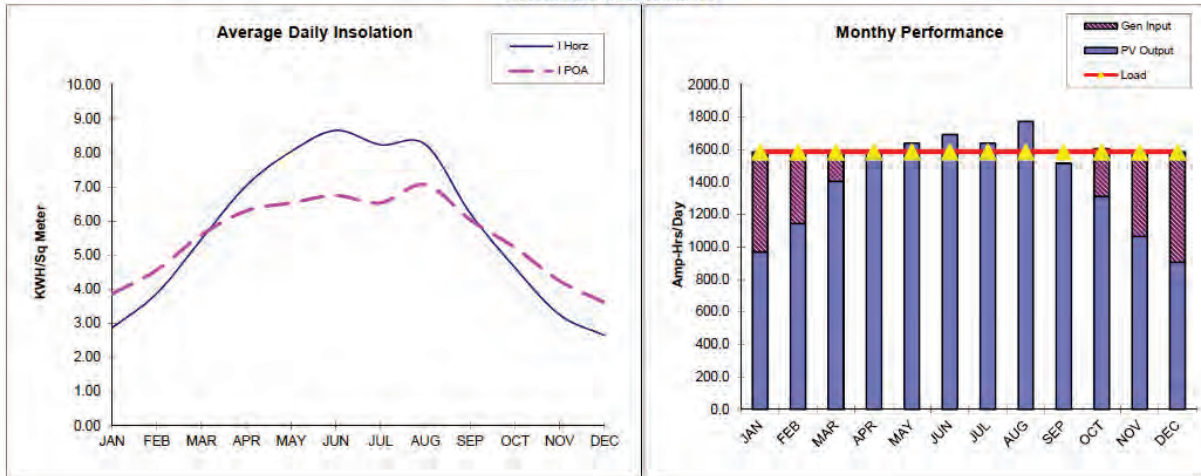 Average Daily Insolation
I Horz
I POA
KWH/Sq Meter
10.00
9.00
8.00
7.00
6.00
5.00
4.00
3.00
2.00
1.00
0.00
JAN FEB MAR APR MAY JUN JUL AUG SEP OCT NOV DEC
Monthy Performance
Gen Input
PV Output
Load
Amp-Hrs/Day
2000.0
1800.0
1600.0
1400.0
1200.0
1000.0
800.0
600.0
400.0
200.0
0.0
JAN FEB MAR APR MAY JUN JUL AUG SEP OCT NOV DEC